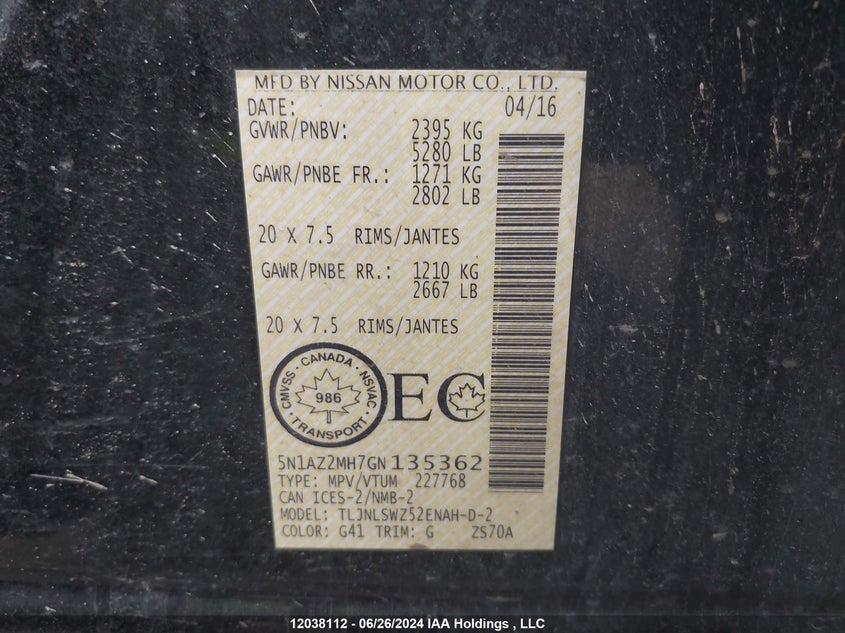 MFD BY NISSAN MOTOR CO., LTD.
DATE: 04/16
GVWR/PNBV: 2395 KG
5280 LB
GAWR/PNBE FR.: 1271 KG
2802 LB
20 X 7.5 RIMS/JANTES
GAWR/PNBE RR.: 1210 KG
2667 LB
20 X 7.5 RIMS/JANTES
CMVSS · CANADA · NSVAC
986
· TRANSPORT ·
EC
5N1AZ2MH7GN 135362
TYPE: MPV/VTUM 227768
CAN ICES-2/NMB-2
MODEL: TLJNLSWZ52ENAH-D-2
COLOR: G41 TRIM: G ZS70A
12038112 - 06/26/2024 IAA Holdings , LLC